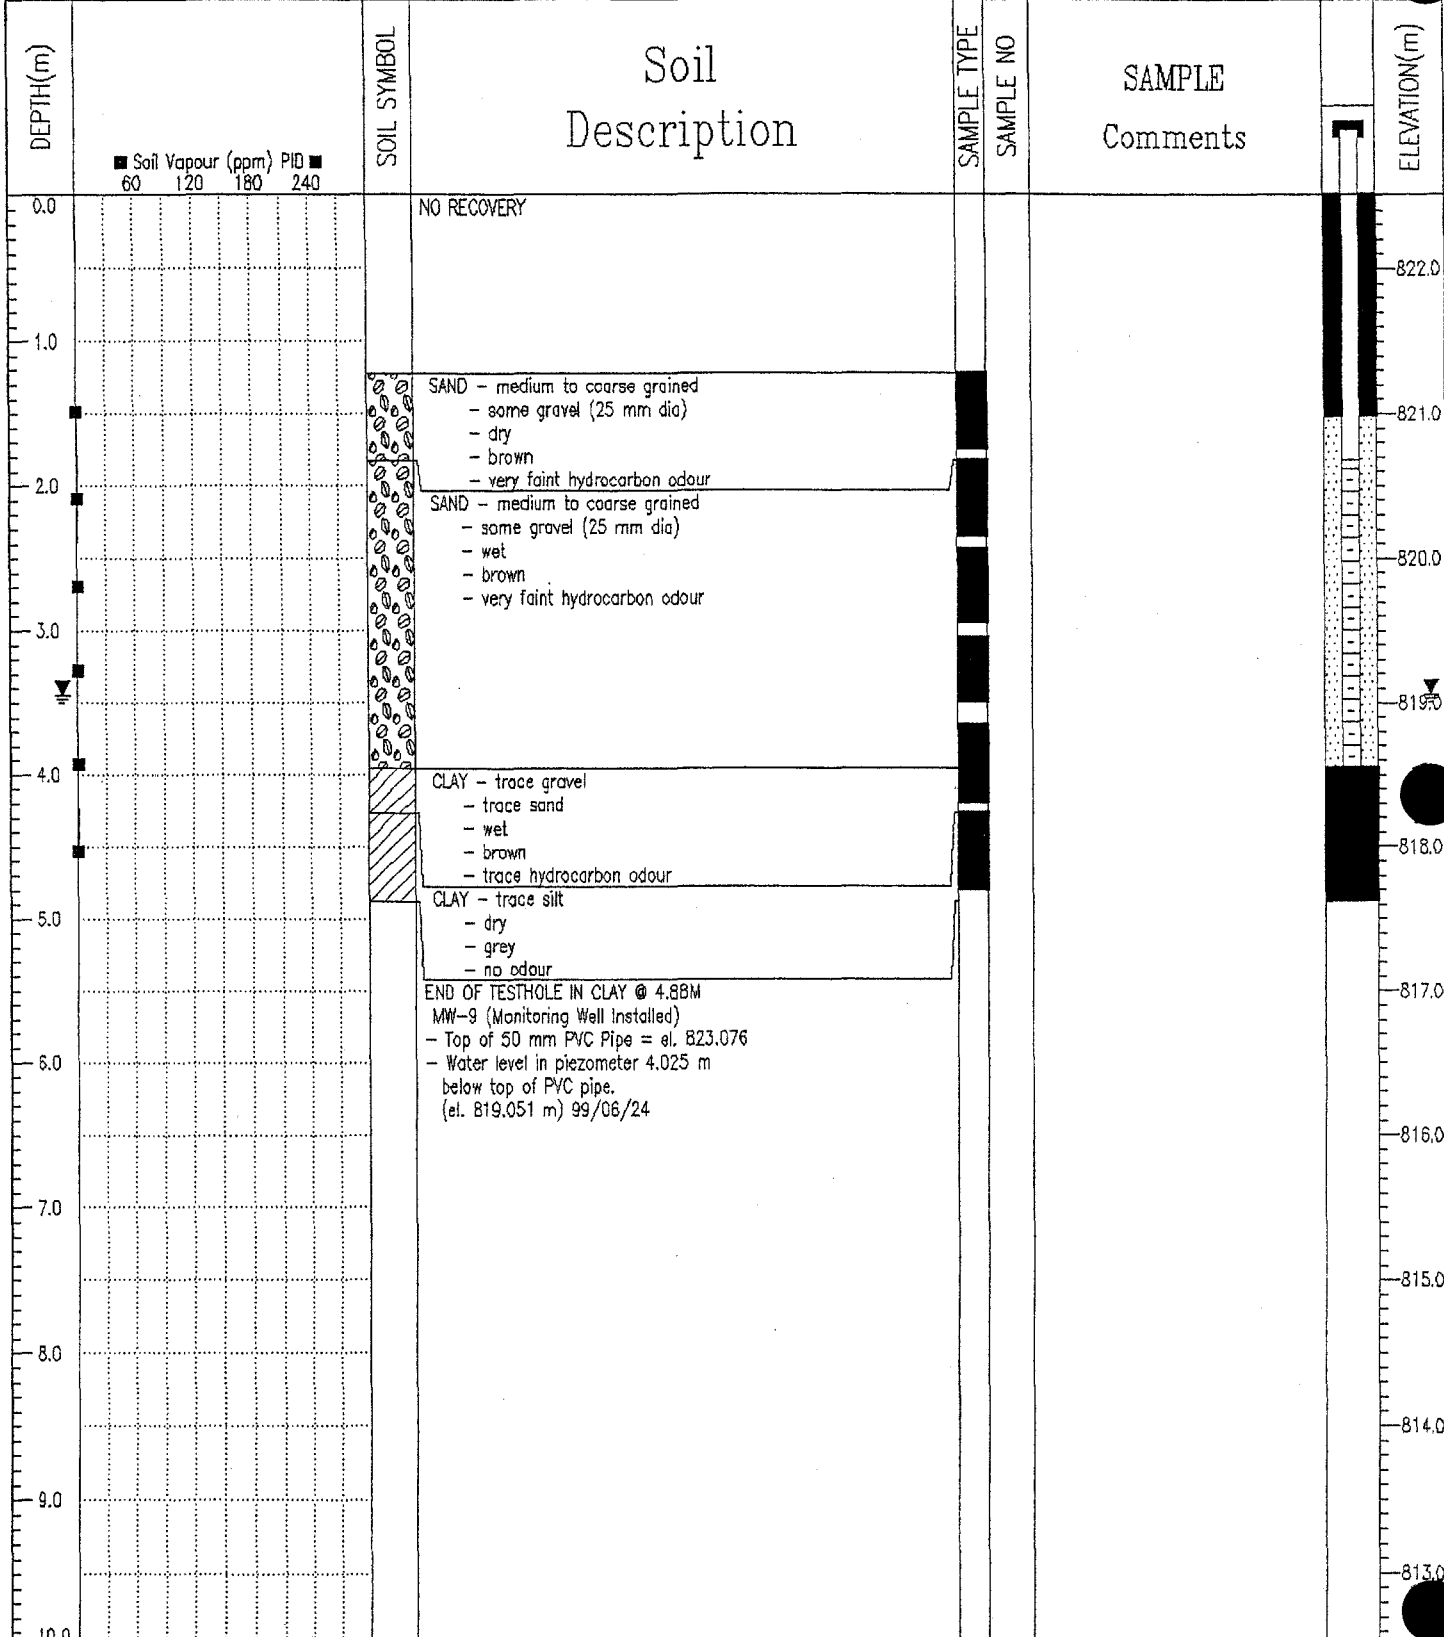 DEPTH(m)
■ Soil Vapour (ppm) PID ■
60 120 180 240
SOIL SYMBOL
Soil
Description
SAMPLE TYPE
SAMPLE NO
SAMPLE
Comments
ELEVATION(m)
0.0
1.0
2.0
3.0
4.0
5.0
6.0
7.0
8.0
9.0
10.0
NO RECOVERY
SAND - medium to coarse grained
- some gravel (25 mm dia)
- dry
- brown
- very faint hydrocarbon odour
SAND - medium to coarse grained
- some gravel (25 mm dia)
- wet
- brown
- very faint hydrocarbon odour
CLAY - trace gravel
- trace sand
- wet
- brown
- trace hydrocarbon odour
CLAY - trace silt
- dry
- grey
- no odour
END OF TESTHOLE IN CLAY @ 4.88M
MW-9 (Monitoring Well Installed)
- Top of 50 mm PVC Pipe = el. 823.076
- Water level in piezometer 4.025 m
below top of PVC pipe.
(el. 819.051 m) 99/06/24
822.0
821.0
820.0
819.0
818.0
817.0
816.0
815.0
814.0
813.0